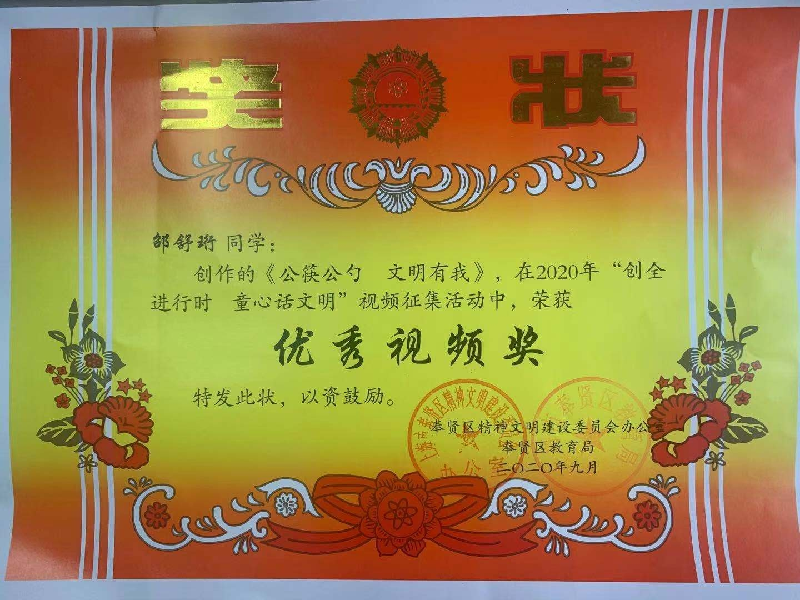 奖状
邵舒珩 同学：
创作的《公筷公勺 文明有我》，在2020年“创全
进行时 童心话文明”视频征集活动中，荣获
优秀视频奖
特发此状，以资鼓励。
奉贤区精神文明建设委员会办公室
奉贤区教育局
二〇二〇年九月